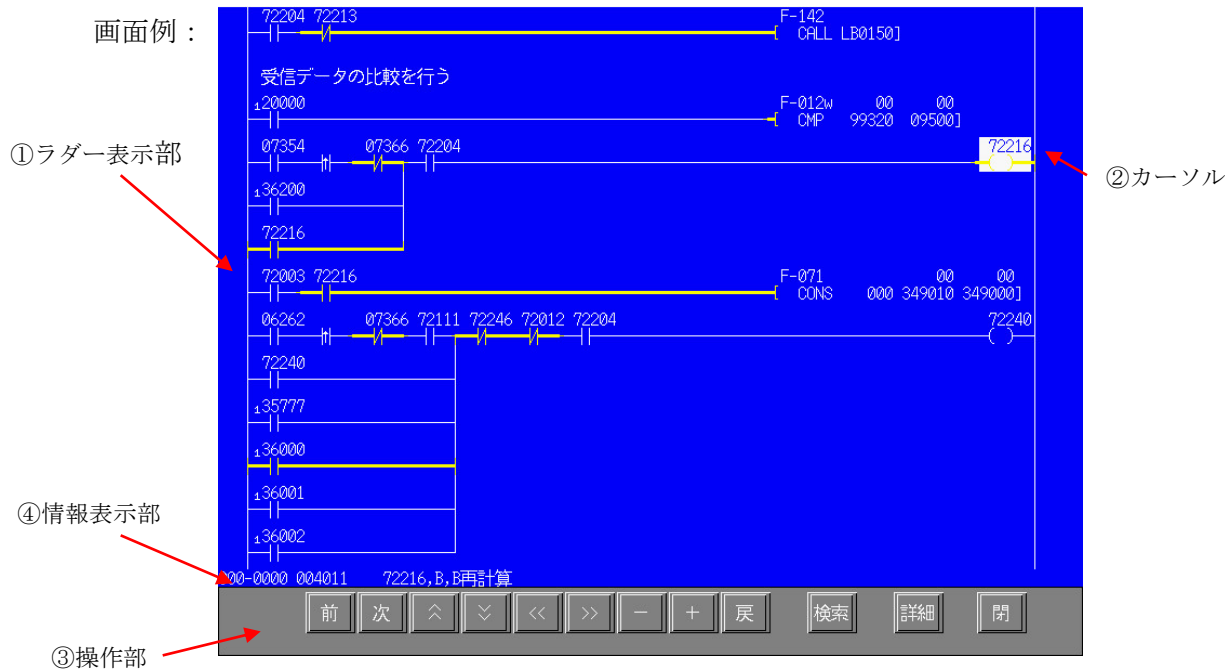 画面例：
72204 72213 F-142
CALL LB0150]
受信データの比較を行う
120000 F-012w 00 00
CMP 99320 09500]
①ラダー表示部
07354 07366 72204 72216
②カーソル
136200
72216
72003 72216 F-071 00 00
CONS 000 349010 349000]
06262 07366 72111 72246 72012 72204 72240
72240
135777
136000
136001
④情報表示部
136002
000-0000 004011 72216,B,B再計算
前 次 ︿ ﹀ << >> － ＋ 戻 検索 詳細 閉
③操作部